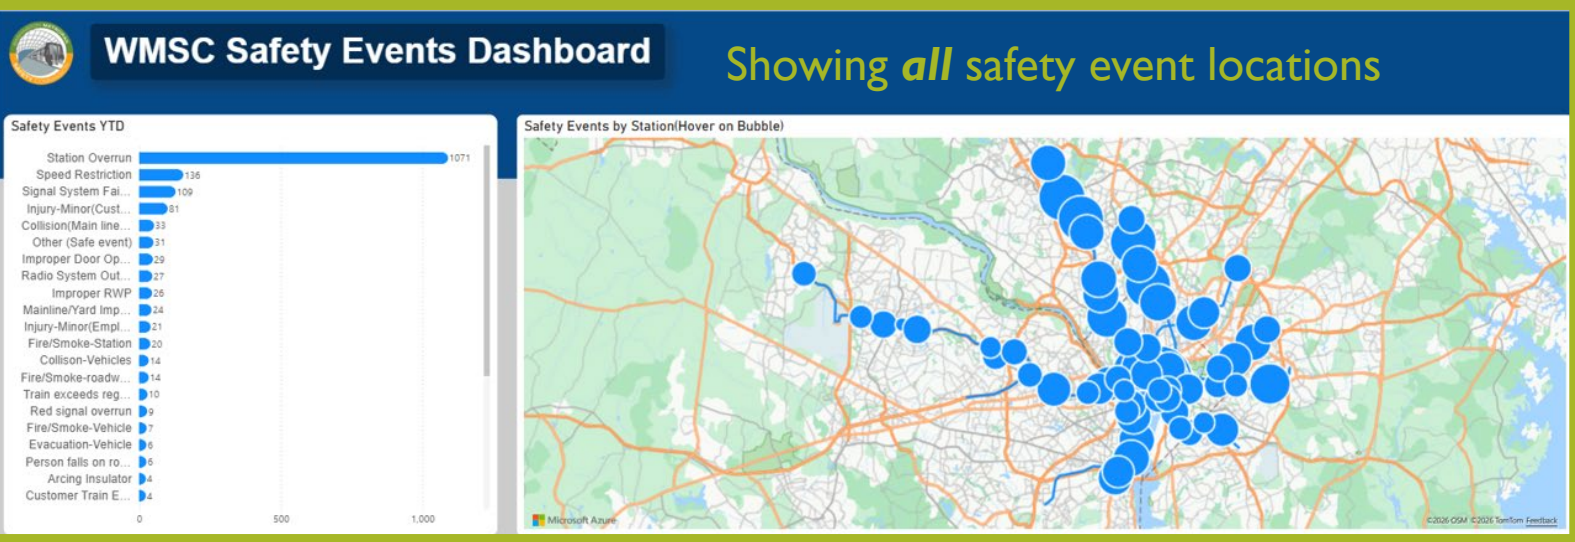 WMSC Safety Events Dashboard
Showing all safety event locations
Safety Events YTD
Station Overrun 1071
Speed Restriction 136
Signal System Fai... 109
Injury-Minor(Cust... 81
Collision(Main line... 33
Other (Safe event) 31
Improper Door Op... 29
Radio System Out... 27
Improper RWP 26
Mainline/Yard Imp... 24
Injury-Minor(Empl... 21
Fire/Smoke-Station 20
Collison-Vehicles 14
Fire/Smoke-roadw... 14
Train exceeds reg... 10
Red signal overrun 9
Fire/Smoke-Vehicle 7
Evacuation-Vehicle 6
Person falls on ro... 6
Arcing Insulator 4
Customer Train E... 4
0 500 1,000
Safety Events by Station(Hover on Bubble)
Microsoft Azure
©2026 OSM ©2026 TomTom Feedback